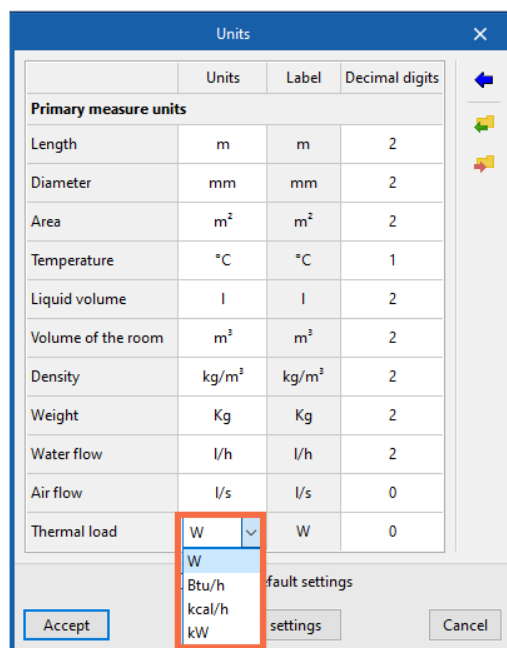 Units
Units Label Decimal digits
Primary measure units
Length m m 2
Diameter mm mm 2
Area m² m² 2
Temperature °C °C 1
Liquid volume l l 2
Volume of the room m³ m³ 2
Density kg/m³ kg/m³ 2
Weight Kg Kg 2
Water flow l/h l/h 2
Air flow l/s l/s 0
Thermal load W W 0
W
Btu/h
settings
kcal/h
kW
Accept settings Cancel